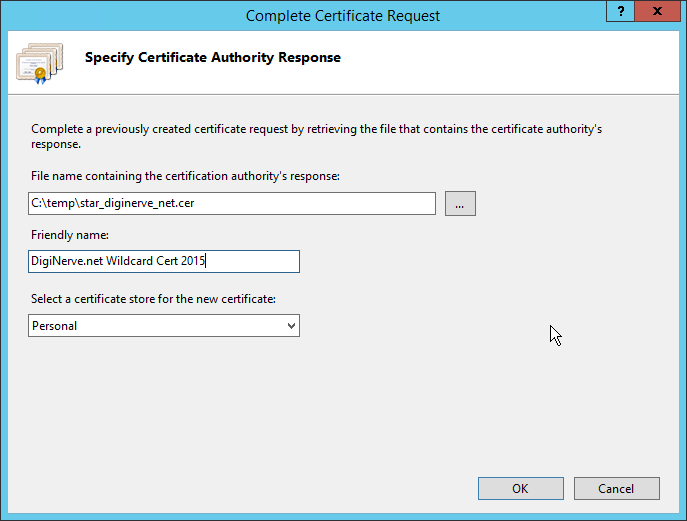 Complete Certificate Request
?
x
Specify Certificate Authority Response
Complete a previously created certificate request by retrieving the file that contains the certificate authority's
response.
File name containing the certification authority's response:
C:\temp\star_diginerve_net.cer
...
Friendly name:
DigiNerve.net Wildcard Cert 2015
Select a certificate store for the new certificate:
Personal
OK
Cancel